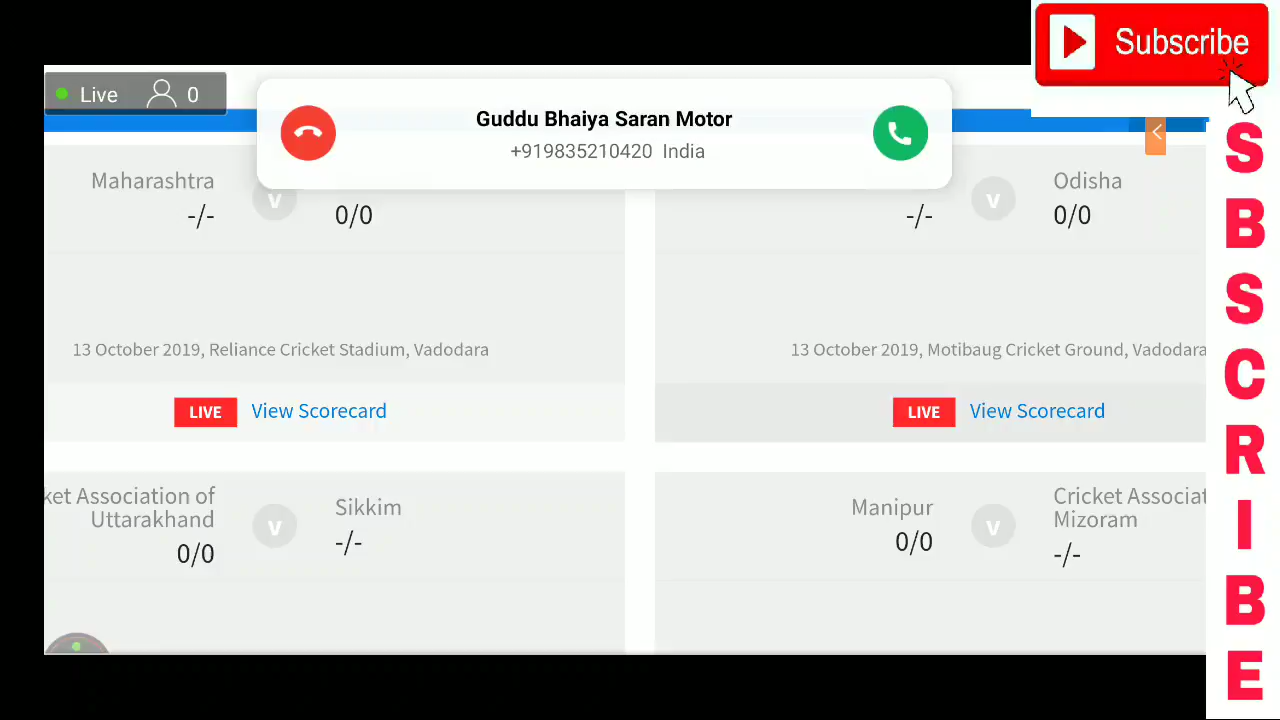 Subscribe
Live 0
Guddu Bhaiya Saran Motor
+919835210420 India
Maharashtra
-/-
v
0/0
-/-
v
Odisha
0/0
13 October 2019, Reliance Cricket Stadium, Vadodara
13 October 2019, Motibaug Cricket Ground, Vadodara
LIVE View Scorecard
LIVE View Scorecard
ket Association of
Uttarakhand
0/0
v
Sikkim
-/-
Manipur
0/0
v
Cricket Associat
Mizoram
-/-
S
B
S
C
R
I
B
E